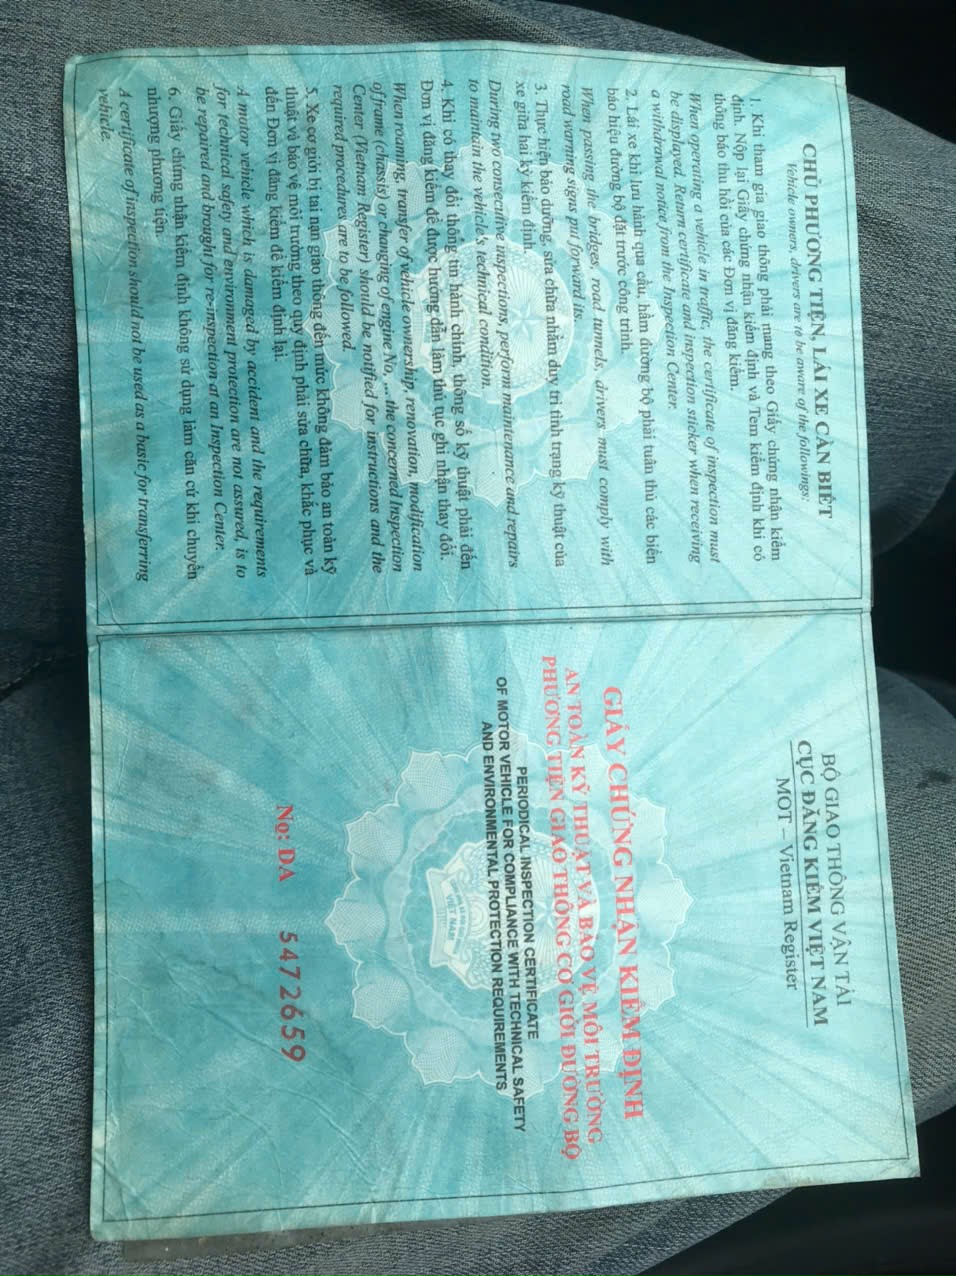 CHỦ PHƯƠNG TIỆN, LÁI XE CẦN BIẾT
Vehicle owners, drivers are to be aware of the followings:
1. Khi tham gia giao thông phải mang theo Giấy chứng nhận kiểm
định. Nộp lại Giấy chứng nhận kiểm định và Tem kiểm định khi có
thông báo thu hồi của các Đơn vị đăng kiểm.
When operating a vehicle in traffic, the certificate of inspection must
be displayed. Return certificate and inspection sticker when receiving
a withdrawal notice from the Inspection Center.
2. Lái xe khi lưu hành qua cầu, hầm đường bộ phải tuân thủ các biển
báo hiệu đường bộ đặt trước công trình.
When passing the bridges, road tunnels, drivers must comply with
road warning signs put forward its.
3. Thực hiện bảo dưỡng, sửa chữa nhằm duy trì tình trạng kỹ thuật của
xe giữa hai kỳ kiểm định.
During two consecutive inspections, perform maintenance and repairs
to maintain the vehicle's technical condition.
4. Khi có thay đổi thông tin hành chính, thông số kỹ thuật phải đến
Đơn vị đăng kiểm để được hướng dẫn làm thủ tục ghi nhận thay đổi.
When roaming transfer of vehicle ownership, renovation, modification
of frame (chassis) or changing of engine No, ... the concerned Inspection
Center (Vietnam Register) should be notified for instructions and the
required procedures are to be followed.
5. Xe cơ giới bị tai nạn giao thông đến mức không đảm bảo an toàn kỹ
thuật và bảo vệ môi trường theo quy định phải sửa chữa, khắc phục và
đến Đơn vị đăng kiểm để kiểm định lại.
A motor vehicle which is damaged by accident and the requirements
for technical safety and environment protection are not assured, is to
be repaired and brought for re-inspection at an Inspection Center.
6. Giấy chứng nhận kiểm định không sử dụng làm căn cứ khi chuyển
nhượng phương tiện.
A certificate of inspection should not be used as a basic for transferring
vehicle.
BỘ GIAO THÔNG VẬN TẢI
CỤC ĐĂNG KIỂM VIỆT NAM
MOT – Vietnam Register
GIẤY CHỨNG NHẬN KIỂM ĐỊNH
AN TOÀN KỸ THUẬT VÀ BẢO VỆ MÔI TRƯỜNG
PHƯƠNG TIỆN GIAO THÔNG CƠ GIỚI ĐƯỜNG BỘ
PERIODICAL INSPECTION CERTIFICATE
OF MOTOR VEHICLE FOR COMPLIANCE WITH TECHNICAL SAFETY
AND ENVIRONMENTAL PROTECTION REQUIREMENTS
VIỆT NAM
No: DA 5472659